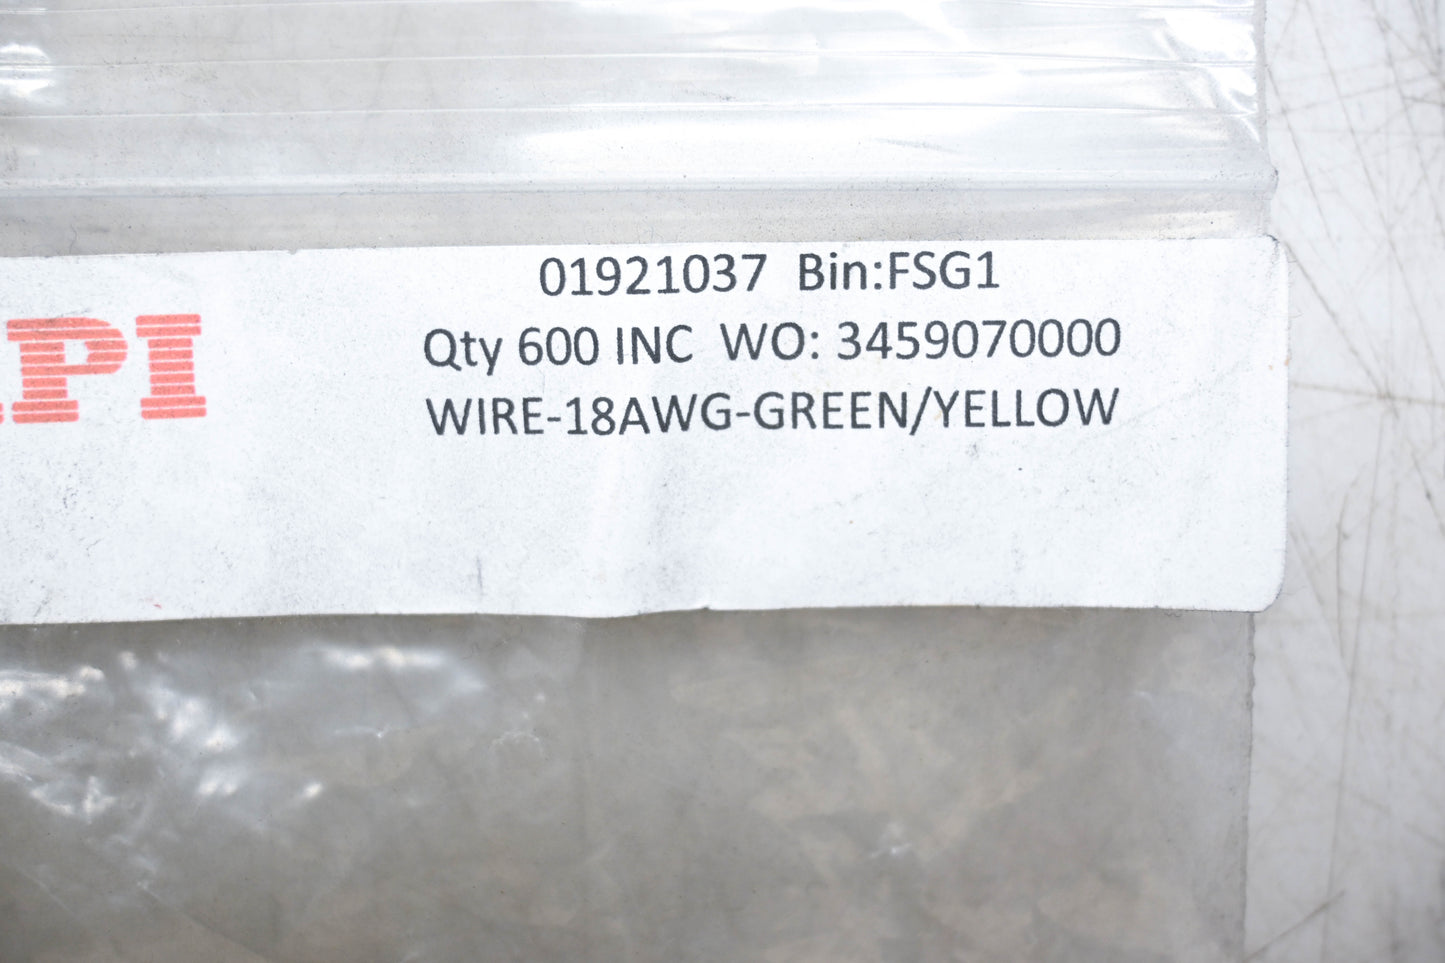 01921037 Bin:FSG1
Qty 600 INC WO: 3459070000
WIRE-18AWG-GREEN/YELLOW